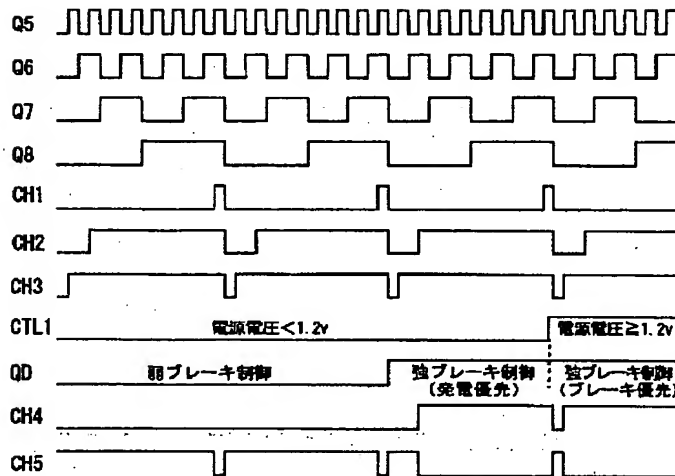 Q5
Q6
Q7
Q8
CH1
CH2
CH3
CTL1 電源電圧<1.2v 電源電圧≧1.2v
QD 弱ブレーキ制御 強ブレーキ制御 強ブレーキ制御
(発電優先) (ブレーキ優先)
CH4
CH5